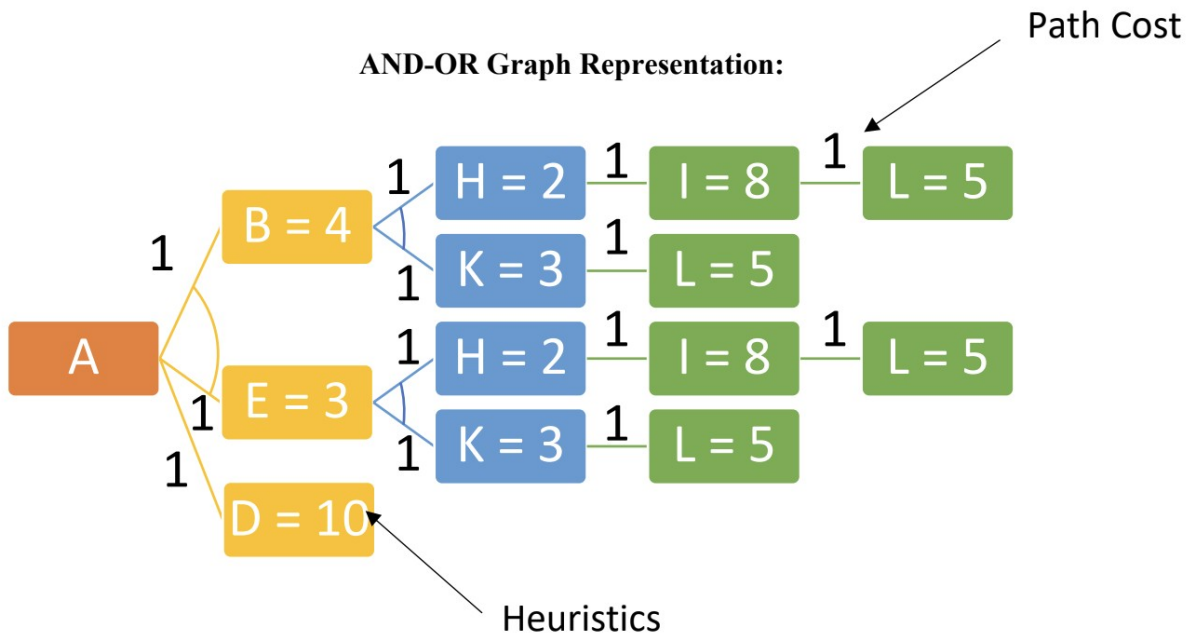 Path Cost
AND-OR Graph Representation:
1
1
1
H = 2
I = 8
L = 5
B = 4
1
1
1
K = 3
L = 5
A
1
1
1
H = 2
I = 8
L = 5
E = 3
1
1
1
K = 3
L = 5
1
D = 10
Heuristics